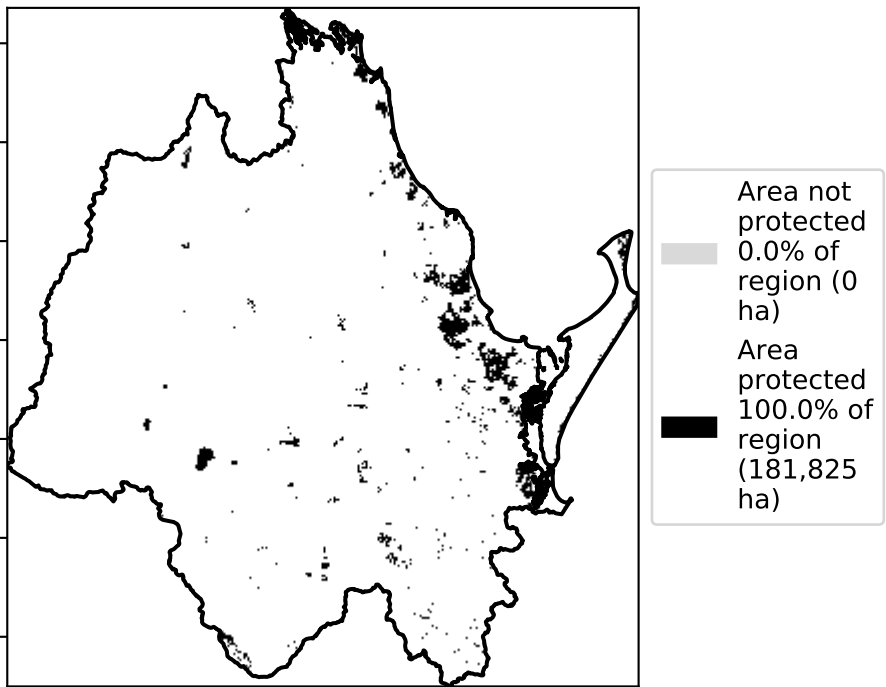 Area not
protected
0.0% of
region (0
ha)
Area
protected
100.0% of
region
(181,825
ha)